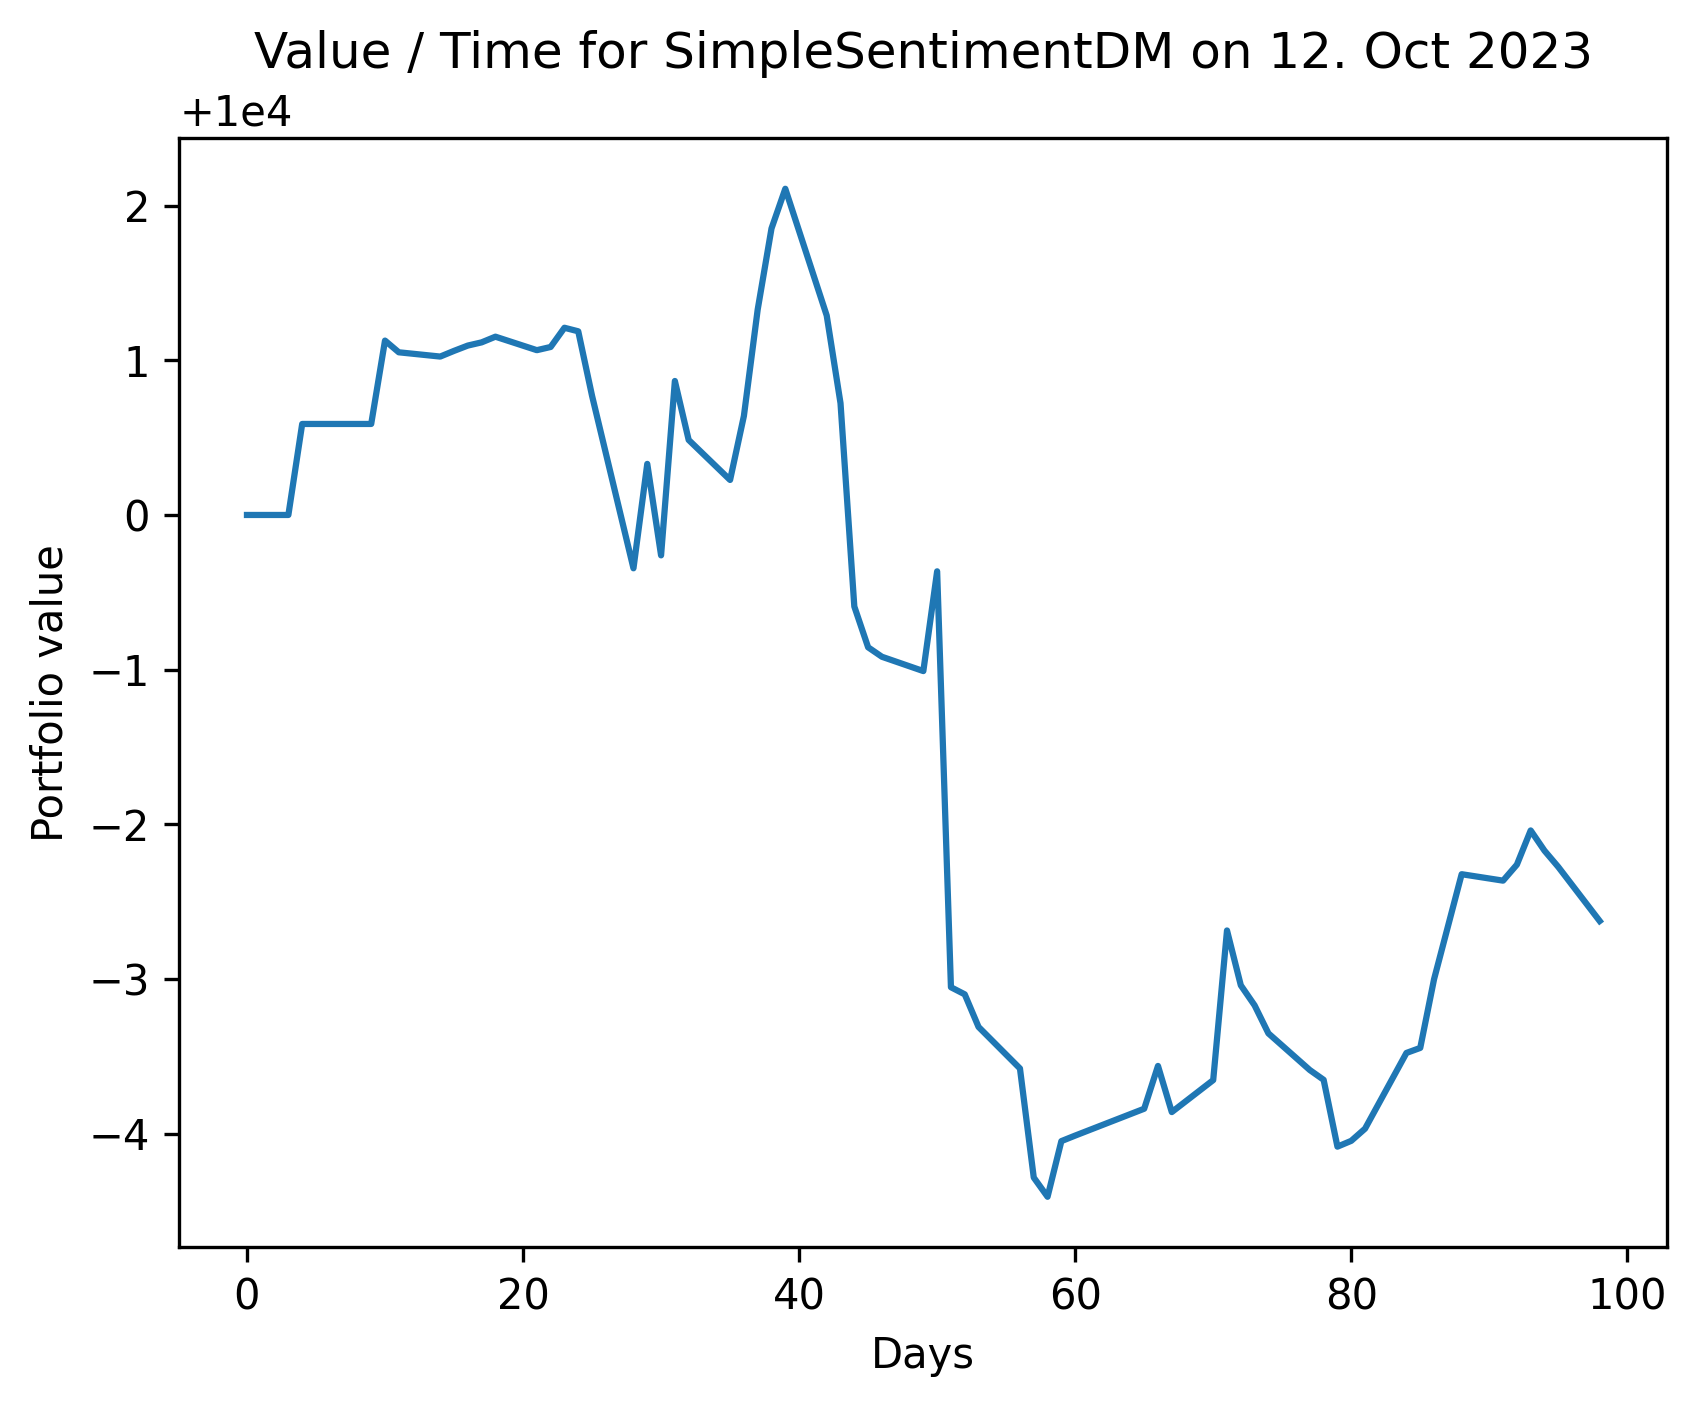 Value / Time for SimpleSentimentDM on 12. Oct 2023
+1e4
2
1
0
−1
−2
−3
−4
Portfolio value
0 20 40 60 80 100
Days